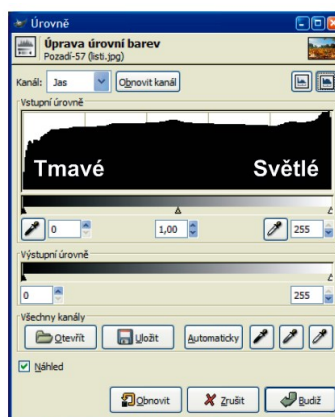 Úrovně
Úprava úrovní barev
Pozadí-57 (listi.jpg)
Kanál: Jas Obnovit kanál
Vstupní úrovně
Tmavé Světlé
0 1,00 255
Výstupní úrovně
0 255
Všechny kanály
Otevřít Uložit Automaticky
Náhled
Obnovit Zrušit Budiž